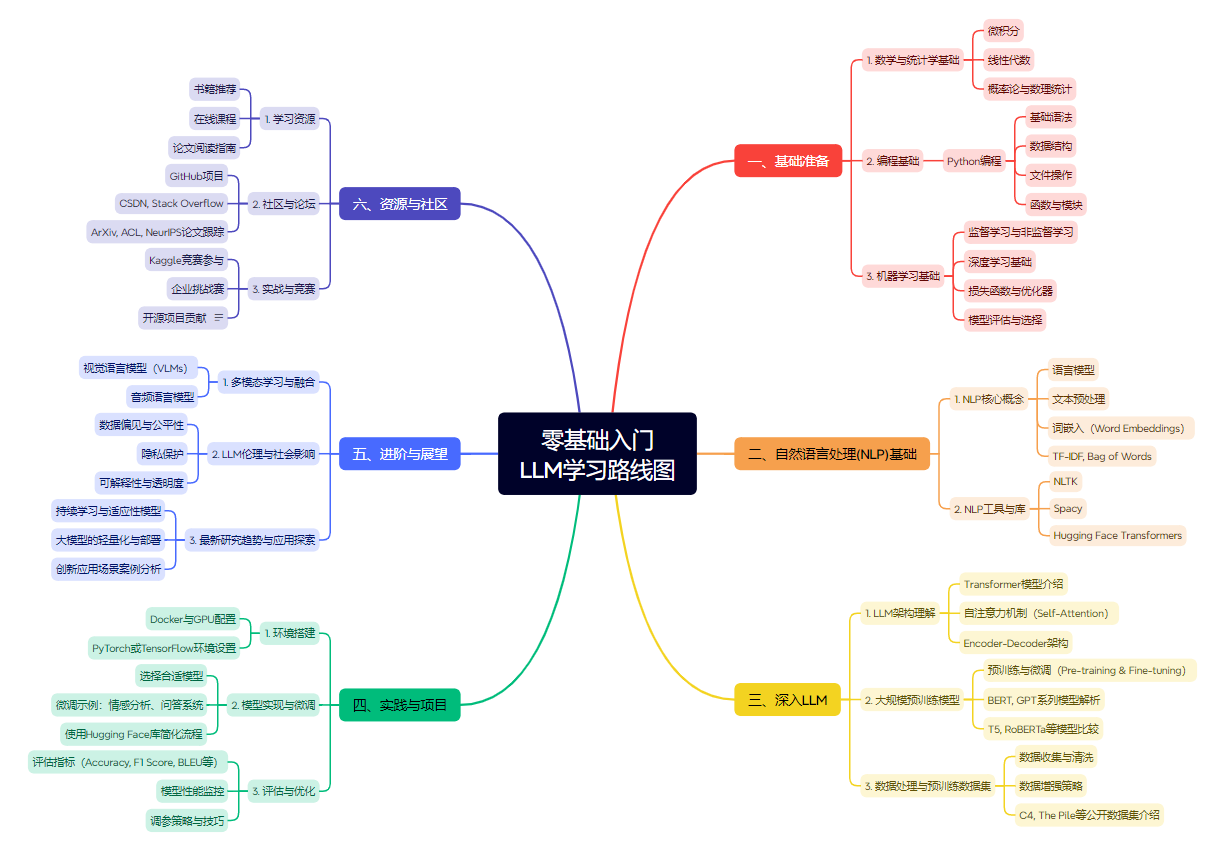 零基础入门
LLM学习路线图
一、基础准备
1. 数学与统计学基础
微积分
线性代数
概率论与数理统计
2. 编程基础
Python编程
基础语法
数据结构
文件操作
函数与模块
3. 机器学习基础
监督学习与非监督学习
深度学习基础
损失函数与优化器
模型评估与选择
二、自然语言处理(NLP)基础
1. NLP核心概念
语言模型
文本预处理
词嵌入（Word Embeddings）
TF-IDF, Bag of Words
2. NLP工具与库
NLTK
Spacy
Hugging Face Transformers
三、深入LLM
1. LLM架构理解
Transformer模型介绍
自注意力机制（Self-Attention）
Encoder-Decoder架构
2. 大规模预训练模型
预训练与微调（Pre-training & Fine-tuning）
BERT, GPT系列模型解析
T5, RoBERTa等模型比较
3. 数据处理与预训练数据集
数据收集与清洗
数据增强策略
C4, The Pile等公开数据集介绍
四、实践与项目
1. 环境搭建
Docker与GPU配置
PyTorch或TensorFlow环境设置
2. 模型实现与微调
选择合适模型
微调示例：情感分析、问答系统
使用Hugging Face库简化流程
3. 评估与优化
评估指标（Accuracy, F1 Score, BLEU等）
模型性能监控
调参策略与技巧
五、进阶与展望
1. 多模态学习与融合
视觉语言模型（VLMs）
音频语言模型
2. LLM伦理与社会影响
数据偏见与公平性
隐私保护
可解释性与透明度
3. 最新研究趋势与应用探索
持续学习与适应性模型
大模型的轻量化与部署
创新应用场景案例分析
六、资源与社区
1. 学习资源
书籍推荐
在线课程
论文阅读指南
2. 社区与论坛
GitHub项目
CSDN, Stack Overflow
ArXiv, ACL, NeurIPS论文跟踪
3. 实战与竞赛
Kaggle竞赛参与
企业挑战赛
开源项目贡献